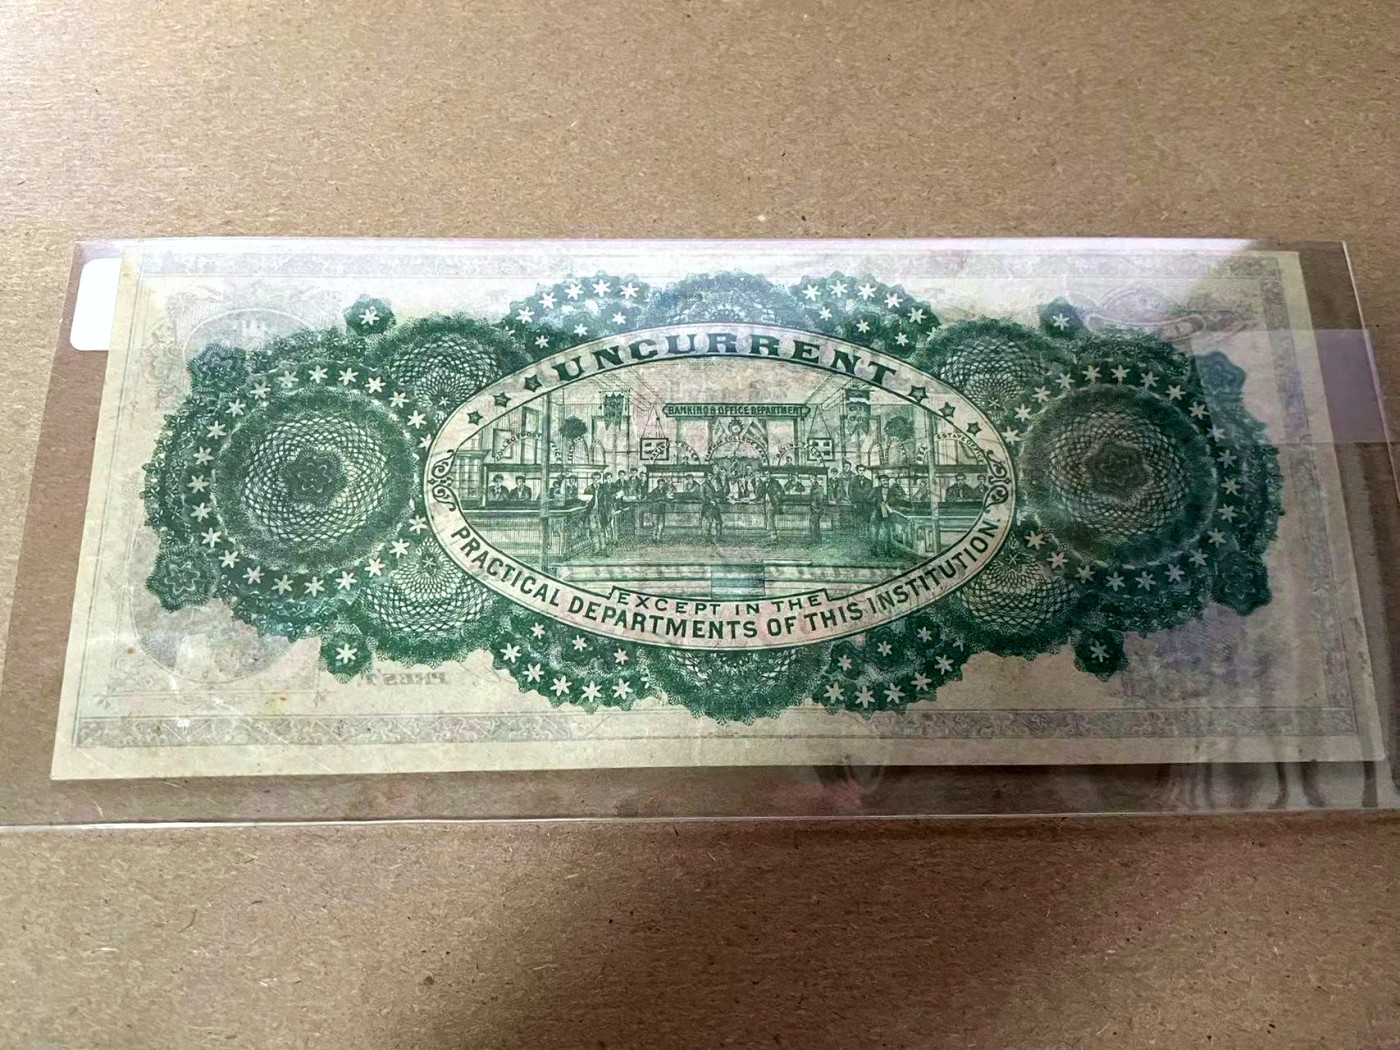 UNCURRENT
BANKING & OFFICE DEPARTMENT
EXCEPT IN THE
PRACTICAL DEPARTMENTS OF THIS INSTITUTION.